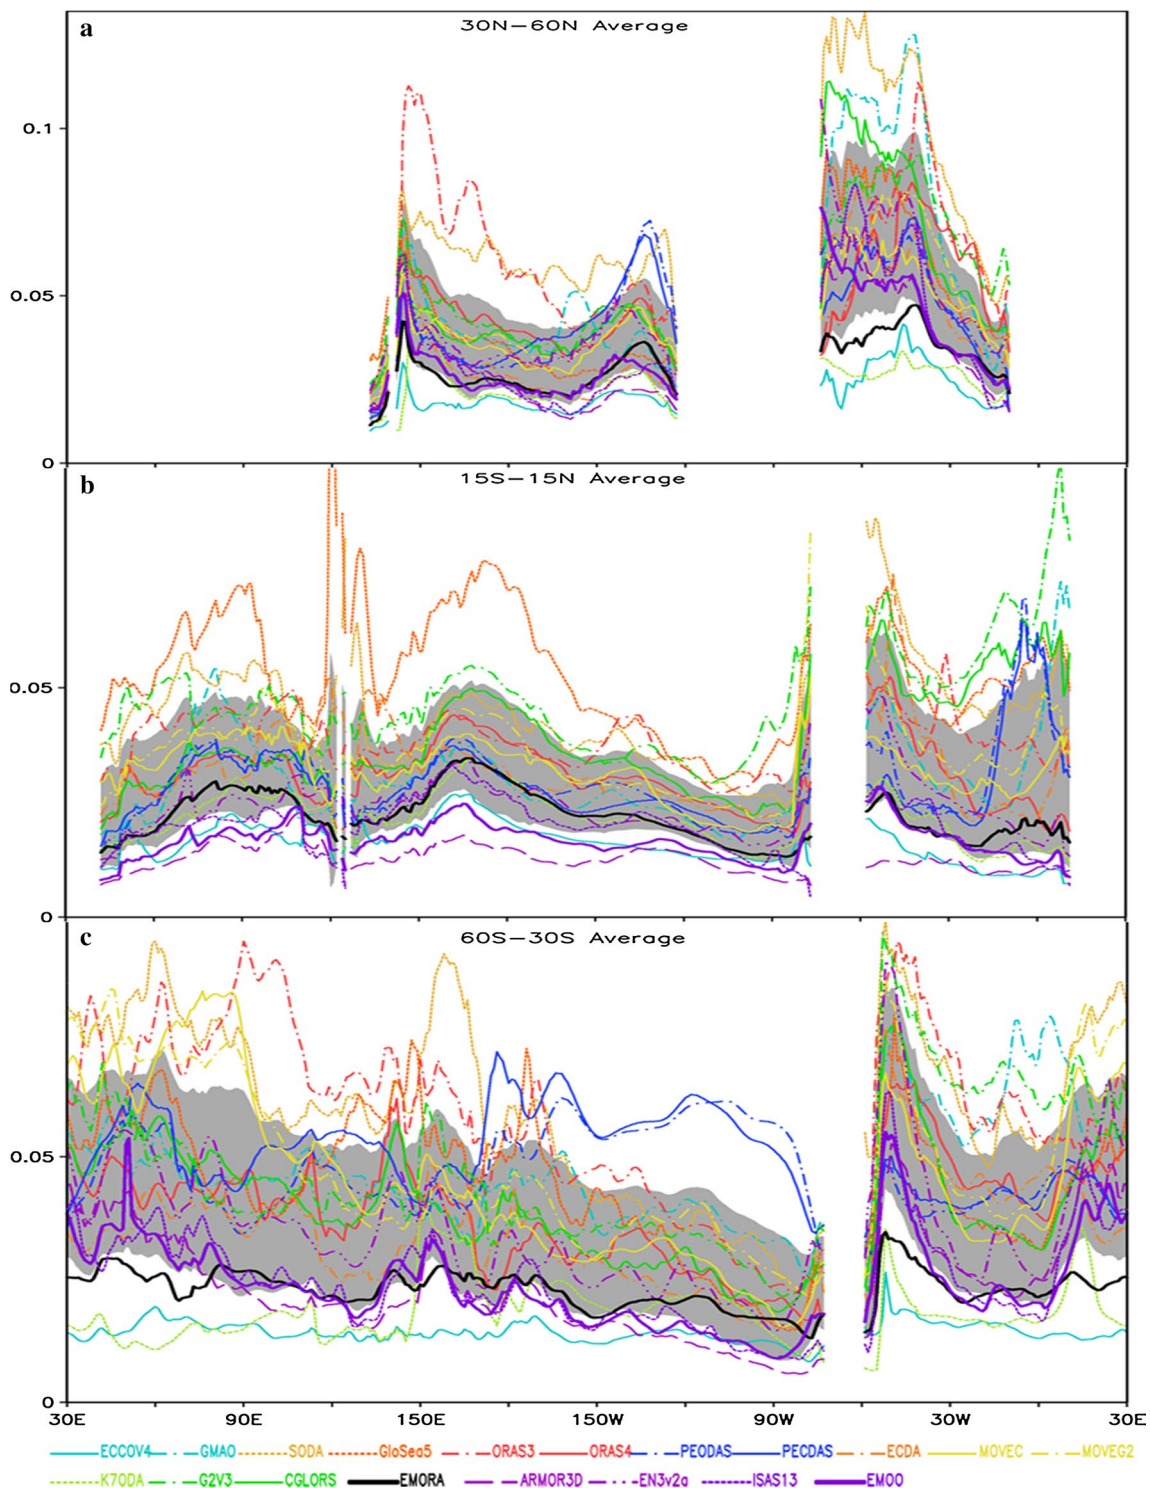 a
30N−60N Average
0.1
0.05
0
b
15S−15N Average
0.05
0
c
60S−30S Average
0.05
0
30E 90E 150E 150W 90W 30W 30E
ECCOV4 GMAO SODA GloSea5 ORAS3 ORAS4 PEODAS PECDAS ECDA MOVEC MOVEG2
K7ODA G2V3 CGLORS EMORA ARMOR3D EN3v2a ISAS13 EMOO